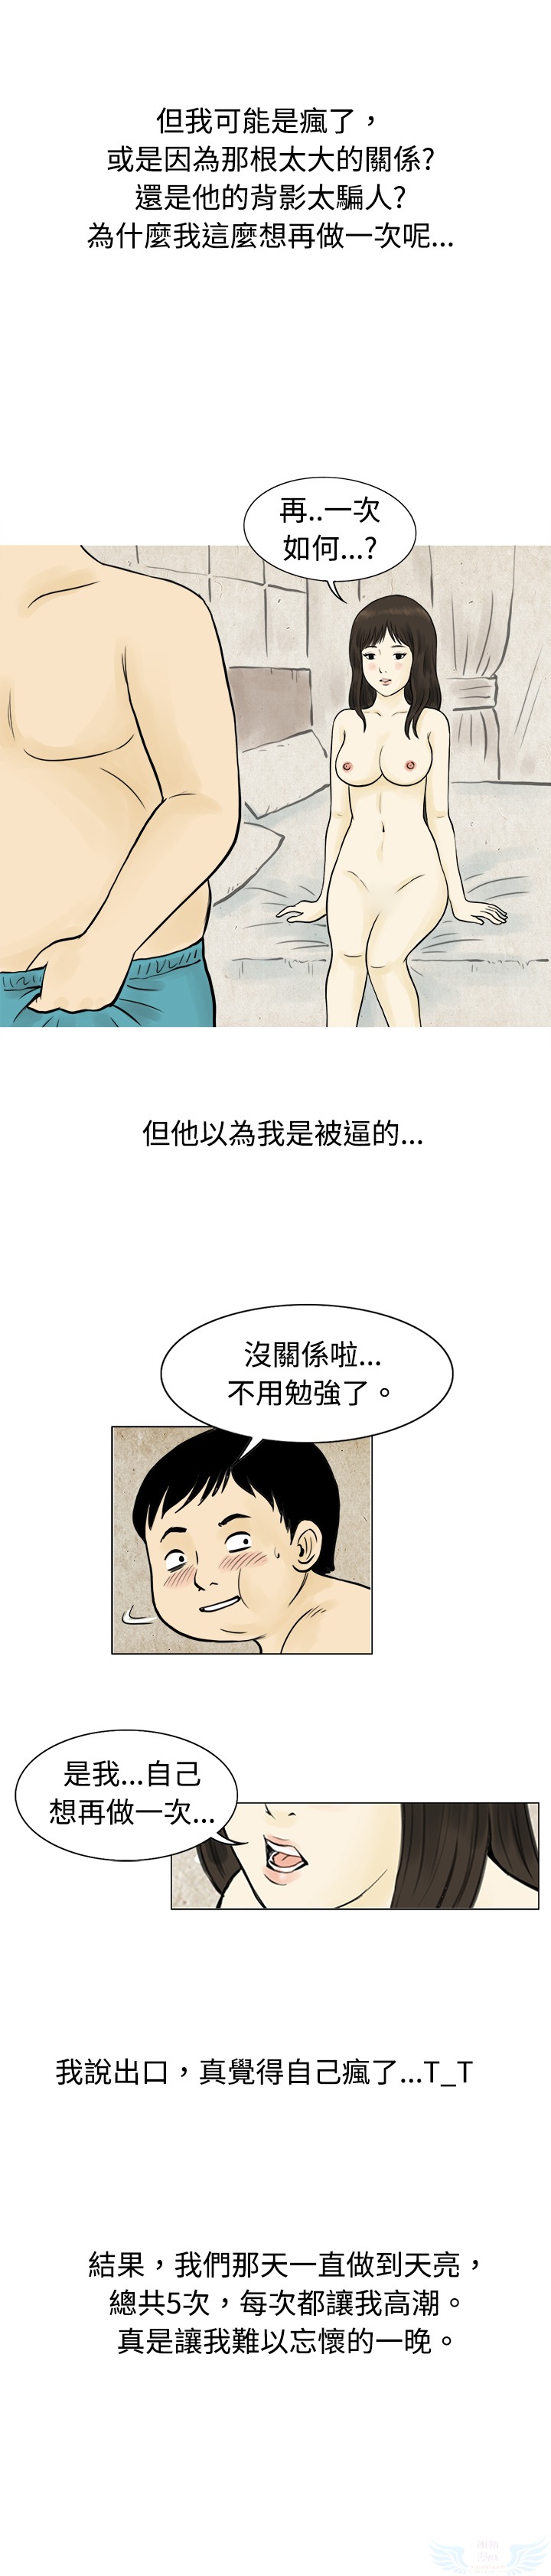 但我可能是瘋了，
或是因為那根太大的關係?
還是他的背影太騙人?
為什麼我這麼想再做一次呢...
再..一次
如何...?
但他以為我是被逼的...
沒關係啦...
不用勉強了。
是我...自己
想再做一次...
我說出口，真覺得自己瘋了...T_T
結果，我們那天一直做到天亮，
總共5次，每次都讓我高潮。
真是讓我難以忘懷的一晚。